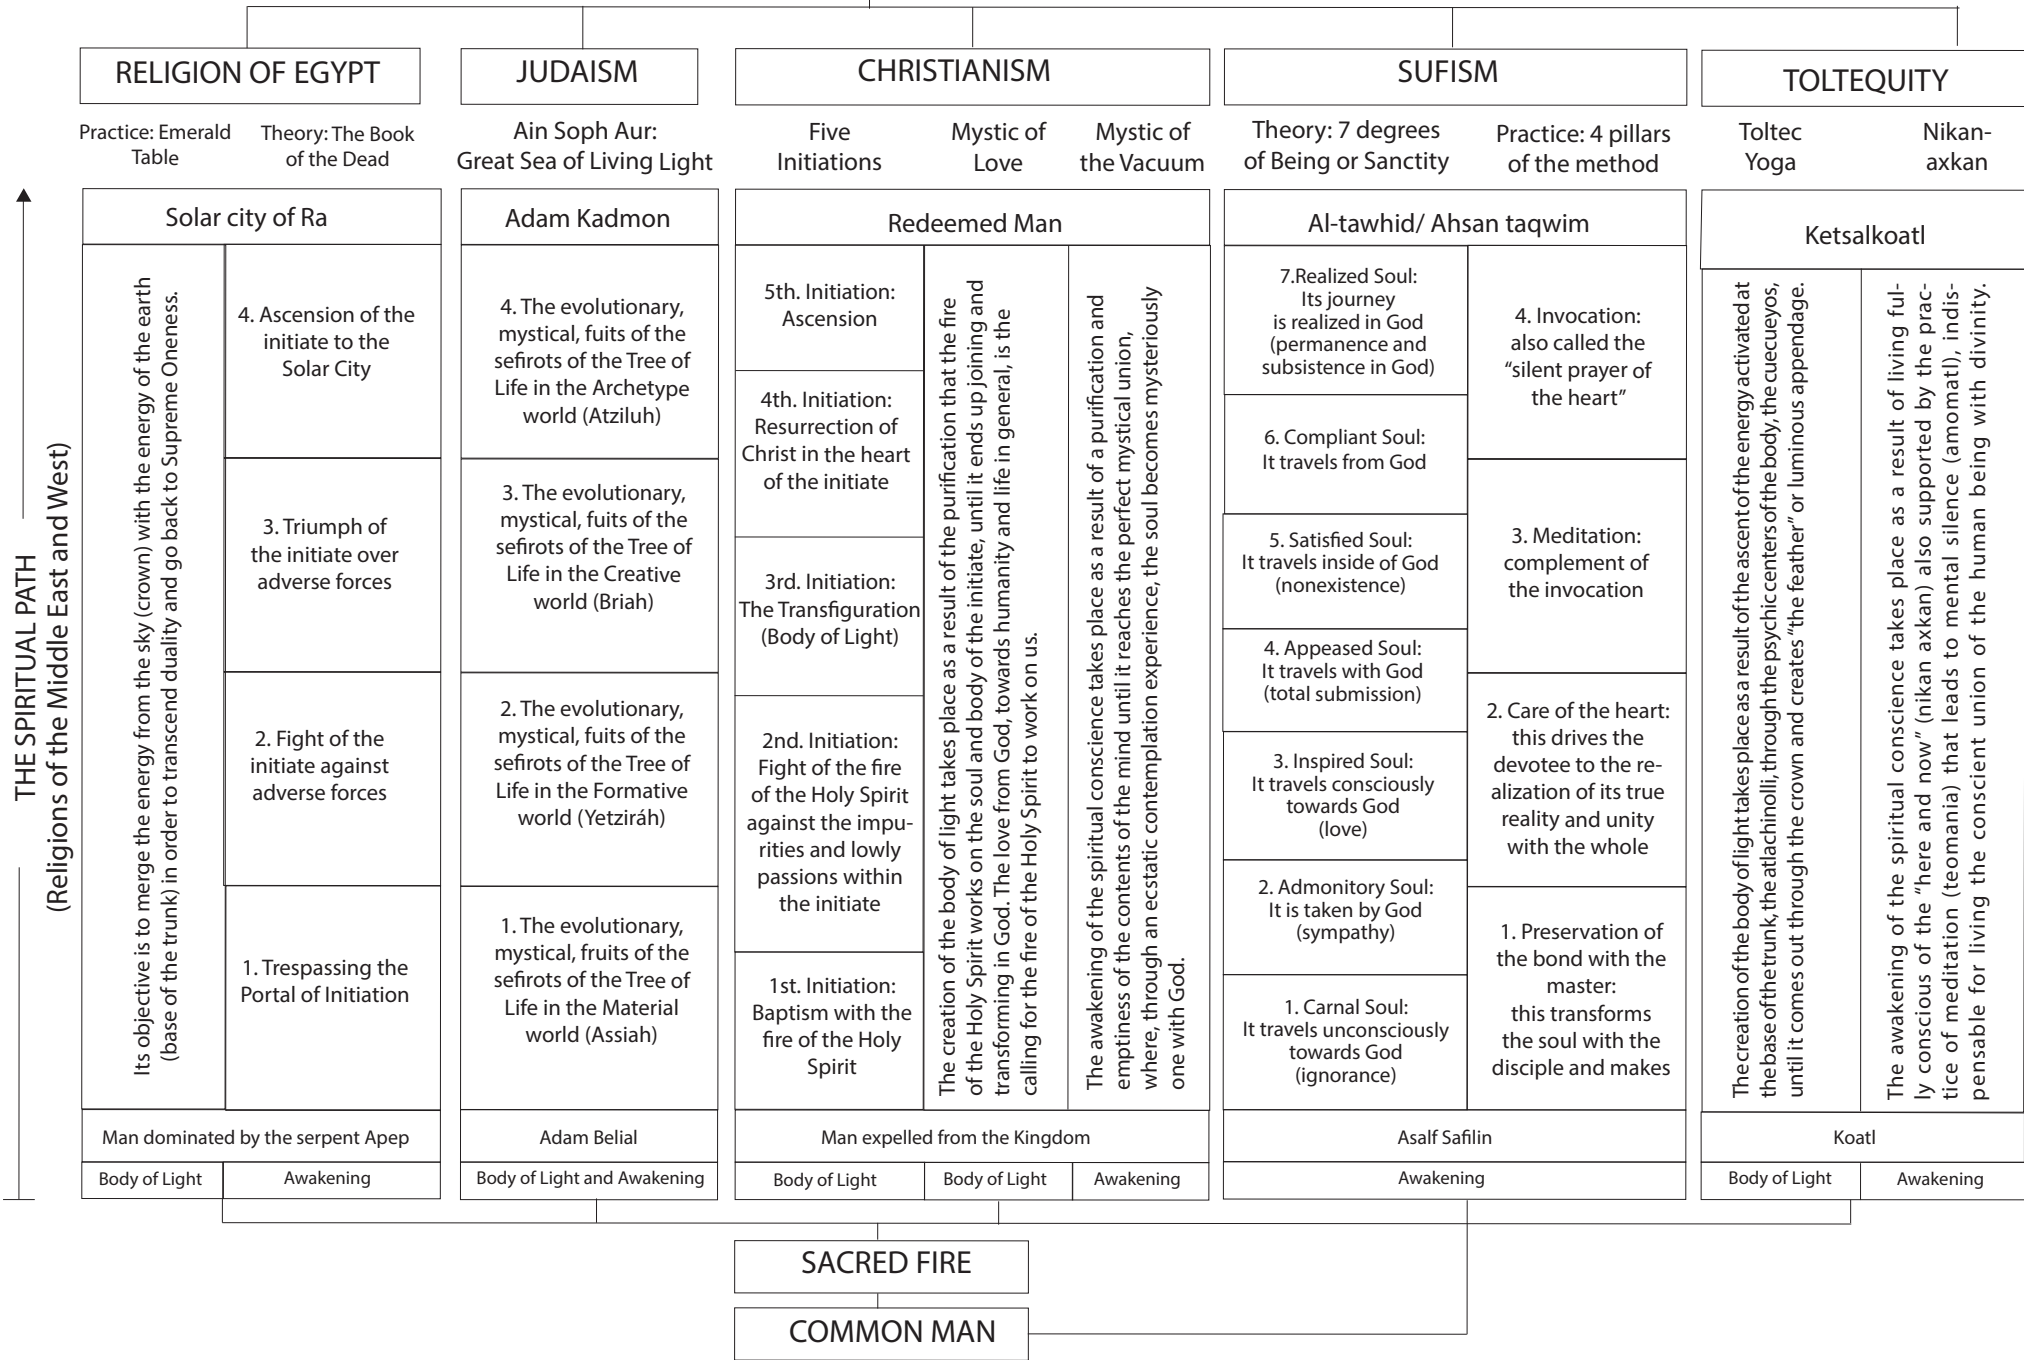 THE SPIRITUAL PATH
(Religions of the Middle East and West)
RELIGION OF EGYPT
Practice: Emerald
Table
Theory: The Book
of the Dead
Solar city of Ra
Its objective is to merge the energy from the sky (crown) with the energy of the earth
(base of the trunk) in order to transcend duality and go back to Supreme Oneness.
4. Ascension of the
initiate to the
Solar City
3. Triumph of
the initiate over
adverse forces
2. Fight of the
initiate against
adverse forces
1. Trespassing the
Portal of Initiation
Man dominated by the serpent Apep
Body of Light
Awakening
JUDAISM
Ain Soph Aur:
Great Sea of Living Light
Adam Kadmon
4. The evolutionary,
mystical, fuits of the
sefirots of the Tree of
Life in the Archetype
world (Atziluh)
3. The evolutionary,
mystical, fuits of the
sefirots of the Tree of
Life in the Creative
world (Briah)
2. The evolutionary,
mystical, fuits of the
sefirots of the Tree of
Life in the Formative
world (Yetziráh)
1. The evolutionary,
mystical, fruits of the
sefirots of the Tree of
Life in the Material
world (Assiah)
Adam Belial
Body of Light and Awakening
CHRISTIANISM
Five
Initiations
Mystic of
Love
Mystic of
the Vacuum
Redeemed Man
5th. Initiation:
Ascension
4th. Initiation:
Resurrection of
Christ in the heart
of the initiate
3rd. Initiation:
The Transfiguration
(Body of Light)
2nd. Initiation:
Fight of the fire
of the Holy Spirit
against the impu-
rities and lowly
passions within
the initiate
1st. Initiation:
Baptism with the
fire of the Holy
Spirit
The creation of the body of light takes place as a result of the purification that the fire
of the Holy Spirit works on the soul and body of the initiate, until it ends up joining and
transforming in God. The love from God, towards humanity and life in general, is the
calling for the fire of the Holy Spirit to work on us.
The awakening of the spiritual conscience takes place as a result of a purification and
emptiness of the contents of the mind until it reaches the perfect mystical union,
where, through an ecstatic contemplation experience, the soul becomes mysteriously
one with God.
Man expelled from the Kingdom
Body of Light
Body of Light
Awakening
SUFISM
Theory: 7 degrees
of Being or Sanctity
Practice: 4 pillars
of the method
Al-tawhid/ Ahsan taqwim
7.Realized Soul:
Its journey
is realized in God
(permanence and
subsistence in God)
6. Compliant Soul:
It travels from God
5. Satisfied Soul:
It travels inside of God
(nonexistence)
4. Appeased Soul:
It travels with God
(total submission)
3. Inspired Soul:
It travels consciously
towards God
(love)
2. Admonitory Soul:
It is taken by God
(sympathy)
1. Carnal Soul:
It travels unconsciously
towards God
(ignorance)
4. Invocation:
also called the
“silent prayer of
the heart”
3. Meditation:
complement of
the invocation
2. Care of the heart:
this drives the
devotee to the re-
alization of its true
reality and unity
with the whole
1. Preservation of
the bond with the
master:
this transforms
the soul with the
disciple and makes
Asalf Safilin
Awakening
TOLTEQUITY
Toltec
Yoga
Nikan-
axkan
Ketsalkoatl
The creation of the body of light takes place as a result of the ascent of the energy activated at
the base of the trunk, the atlachinolli, through the psychic centers of the body, the cuecueyos,
until it comes out through the crown and creates “the feather” or luminous appendage.
The awakening of the spiritual conscience takes place as a result of living ful-
ly conscious of the “here and now” (nikan axkan) also supported by the prac-
tice of meditation (teomania) that leads to mental silence (amomatl), indis-
pensable for living the conscient union of the human being with divinity.
Koatl
Body of Light
Awakening
SACRED FIRE
COMMON MAN